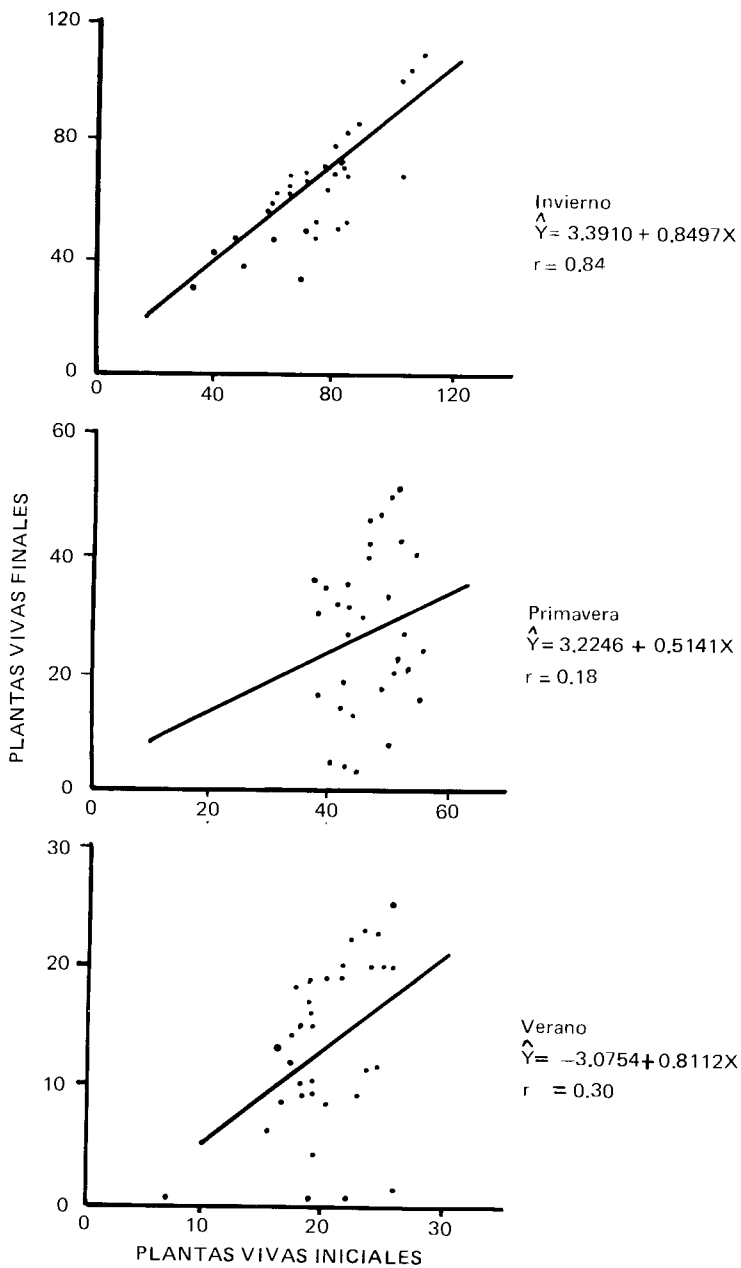 120
80
40
0
0
40
80
120
Invierno
Ŷ= 3.3910 + 0.8497X
r = 0.84
PLANTAS VIVAS FINALES
60
40
20
0
0
20
40
60
Primavera
Ŷ= 3.2246 + 0.5141X
r = 0.18
30
20
10
0
0
10
20
30
Verano
Ŷ= −3.0754+0.8112X
r = 0.30
PLANTAS VIVAS INICIALES